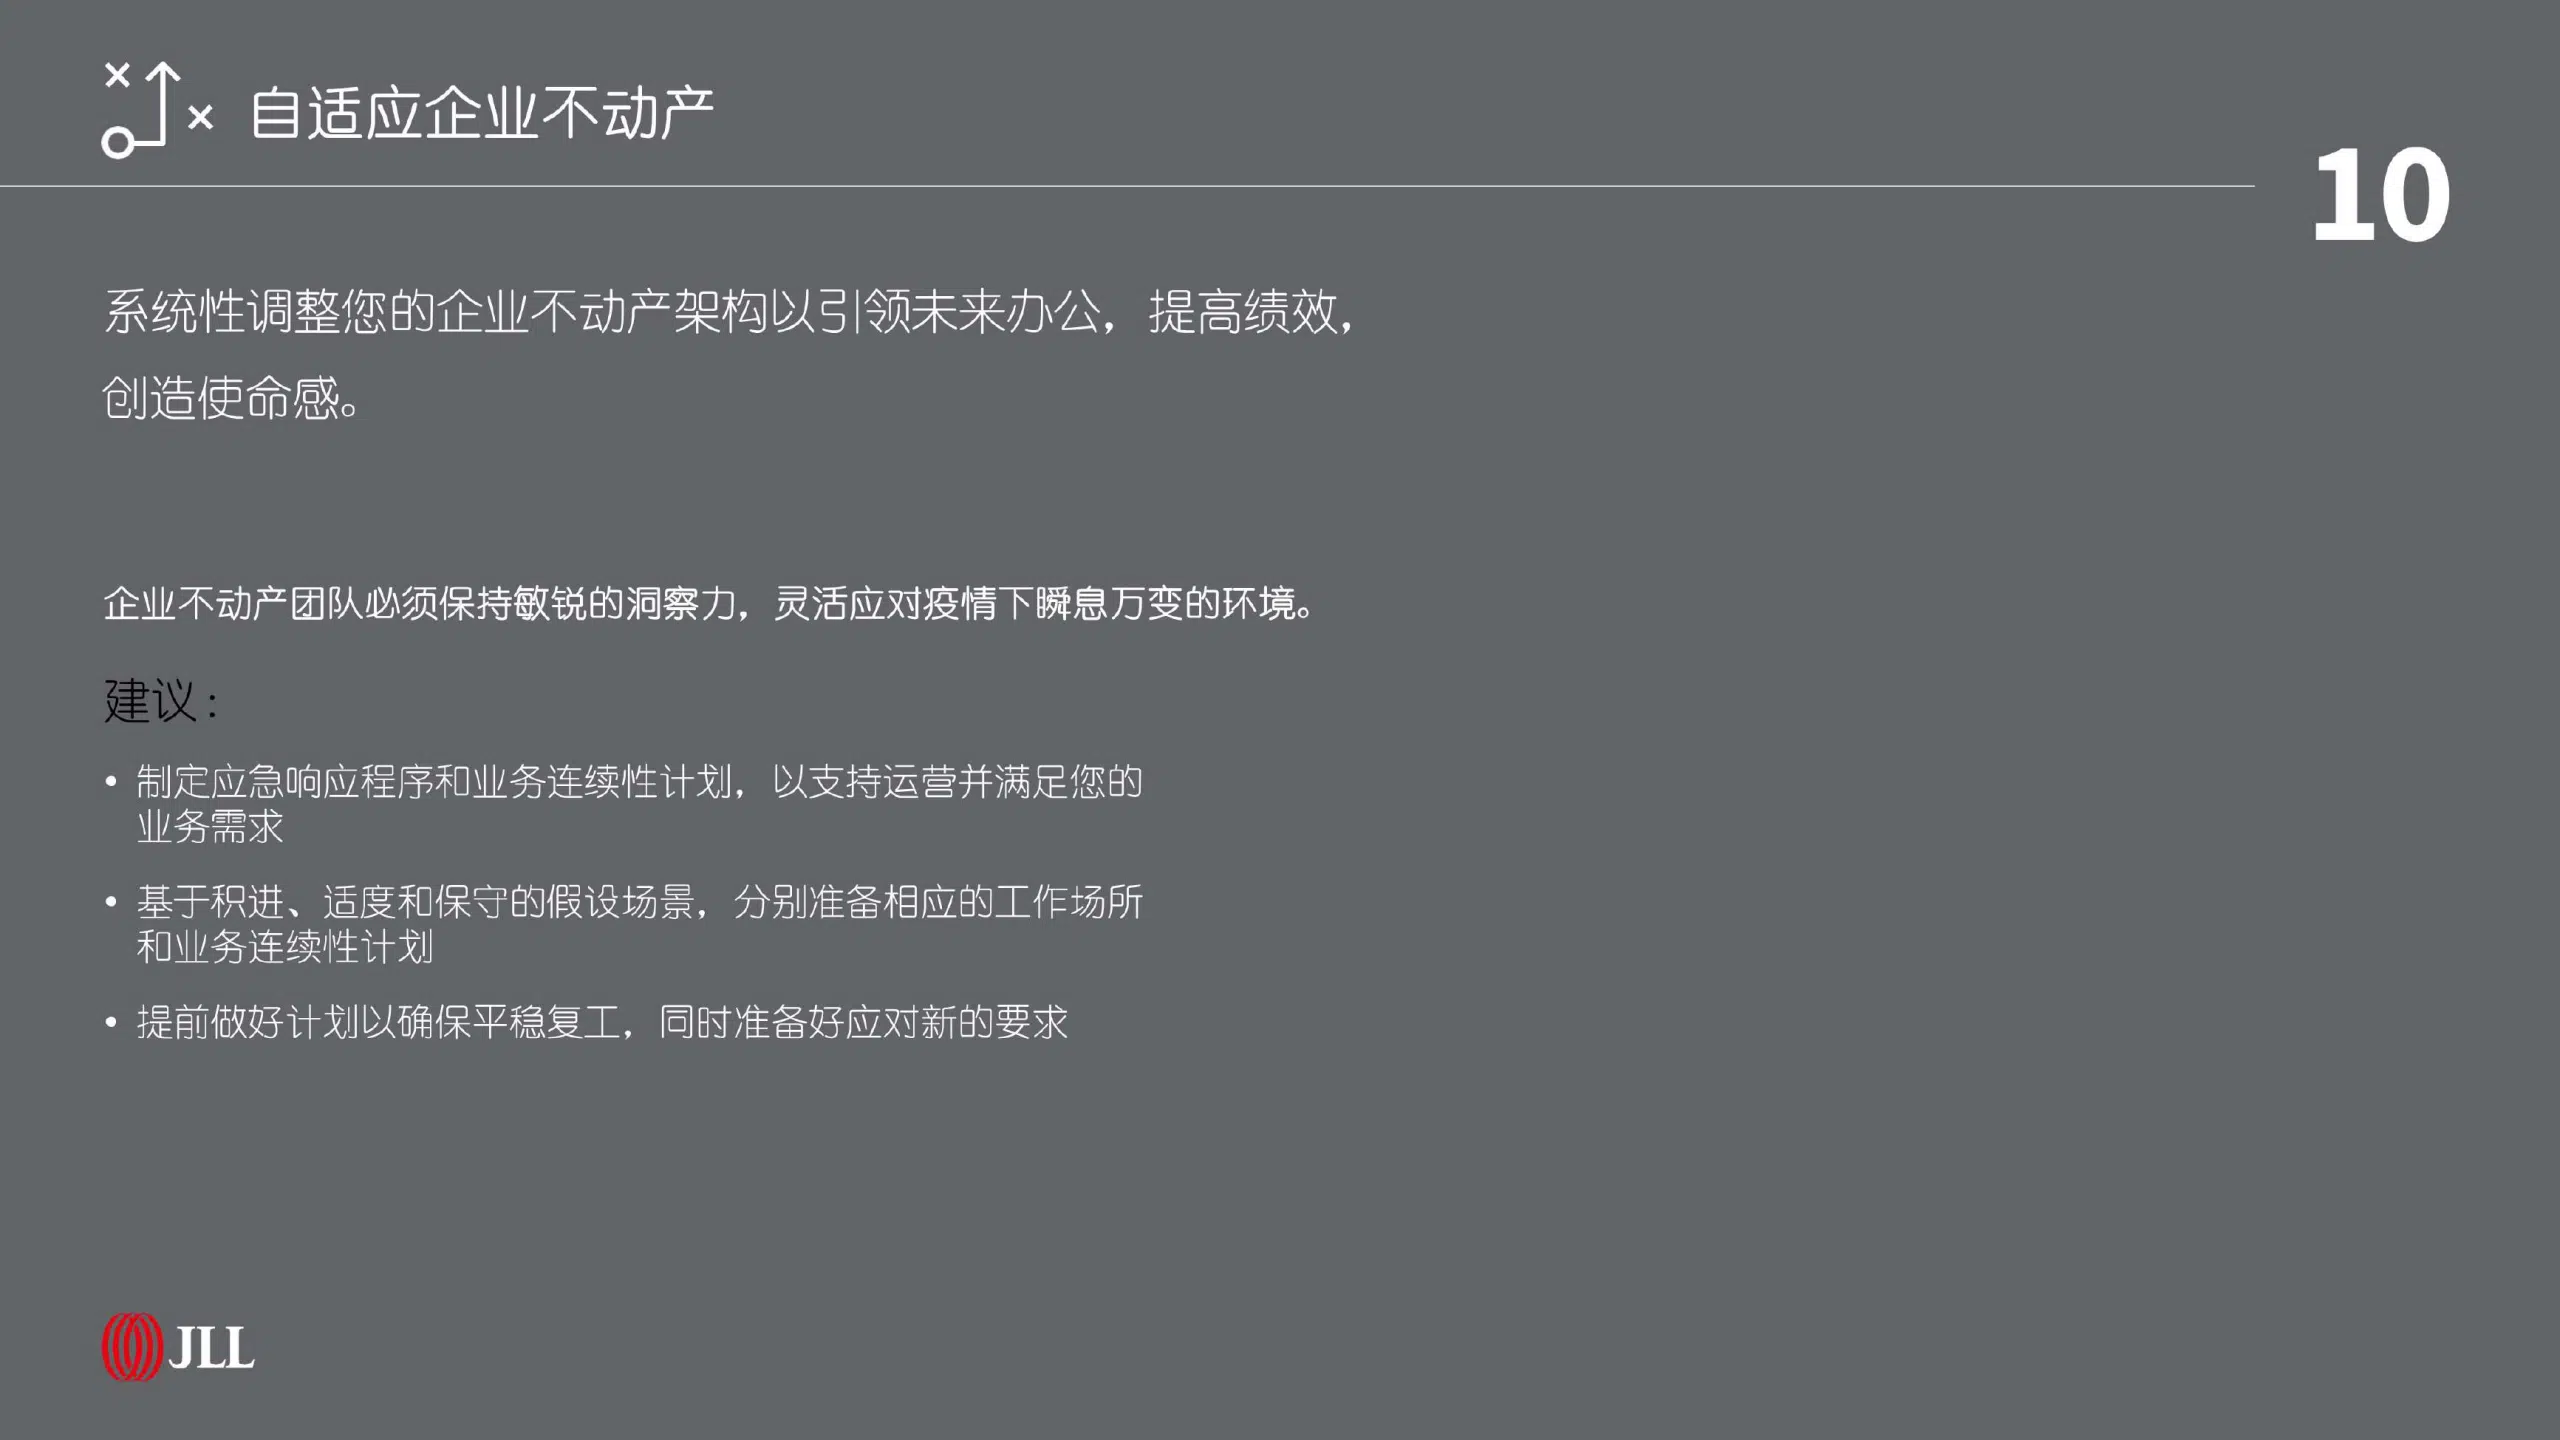 自适应企业不动产
10
系统性调整您的企业不动产架构以引领未来办公，提高绩效，
创造使命感。
企业不动产团队必须保持敏锐的洞察力，灵活应对疫情下瞬息万变的环境。
建议：
• 制定应急响应程序和业务连续性计划，以支持运营并满足您的
业务需求
• 基于积进、适度和保守的假设场景，分别准备相应的工作场所
和业务连续性计划
• 提前做好计划以确保平稳复工，同时准备好应对新的要求
JLL